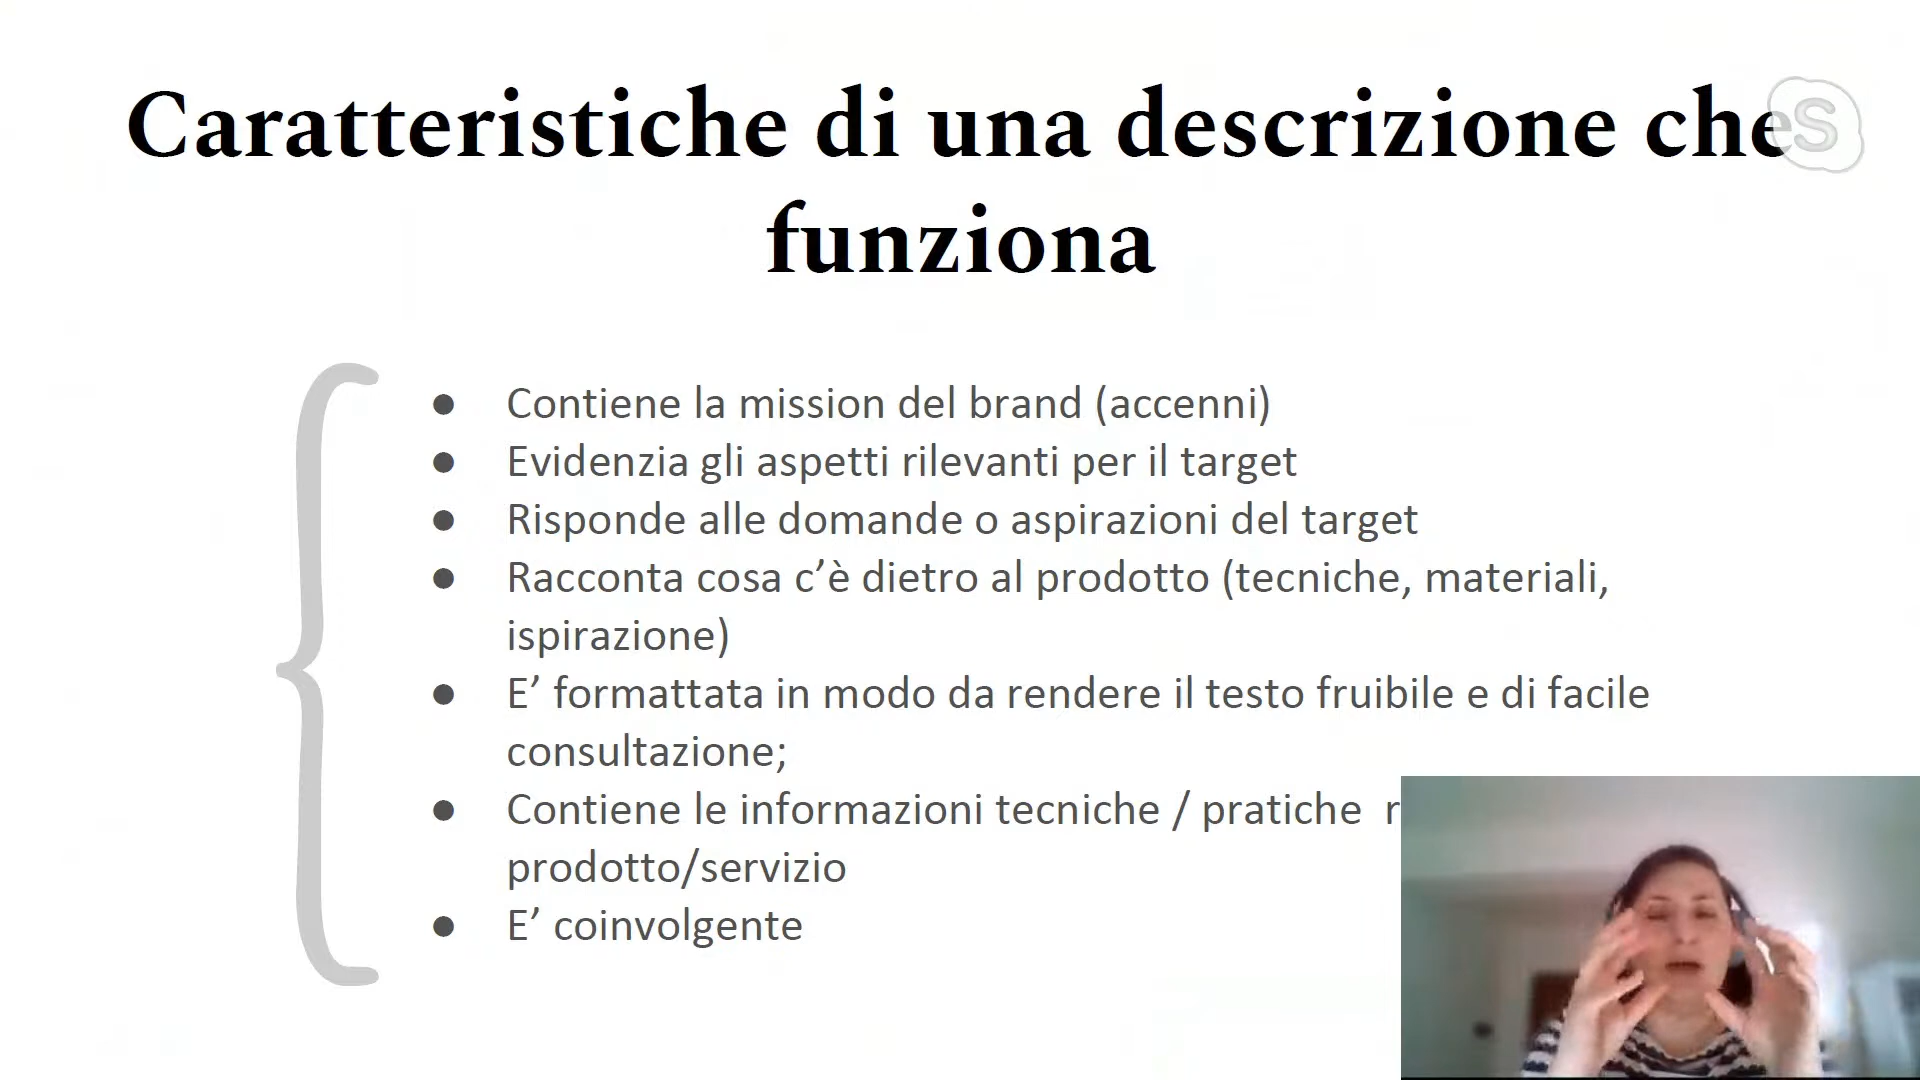 Caratteristiche di una descrizione che
funziona
● Contiene la mission del brand (accenni)
● Evidenzia gli aspetti rilevanti per il target
● Risponde alle domande o aspirazioni del target
● Racconta cosa c’è dietro al prodotto (tecniche, materiali,
ispirazione)
● E’ formattata in modo da rendere il testo fruibile e di facile
consultazione;
● Contiene le informazioni tecniche / pratiche
prodotto/servizio
● E’ coinvolgente